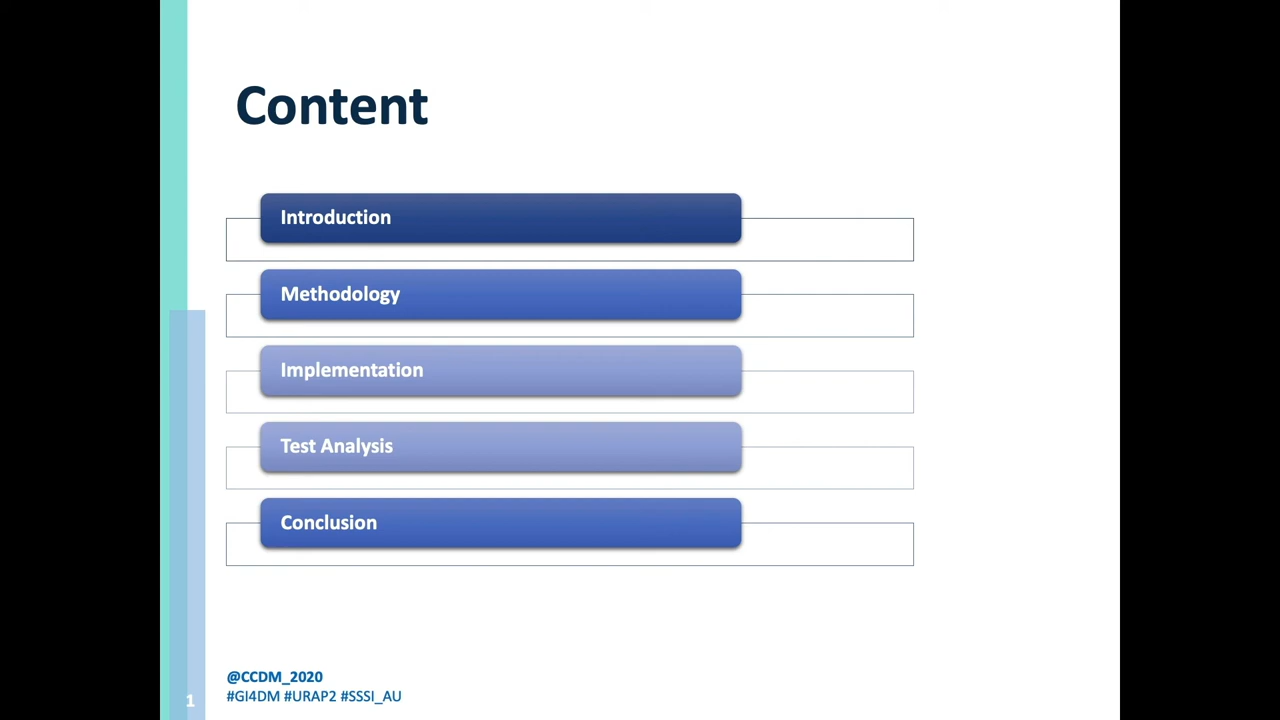 Content
Introduction
Methodology
Implementation
Test Analysis
Conclusion
@CCDM_2020
#GI4DM #URAP2 #SSSI_AU
1